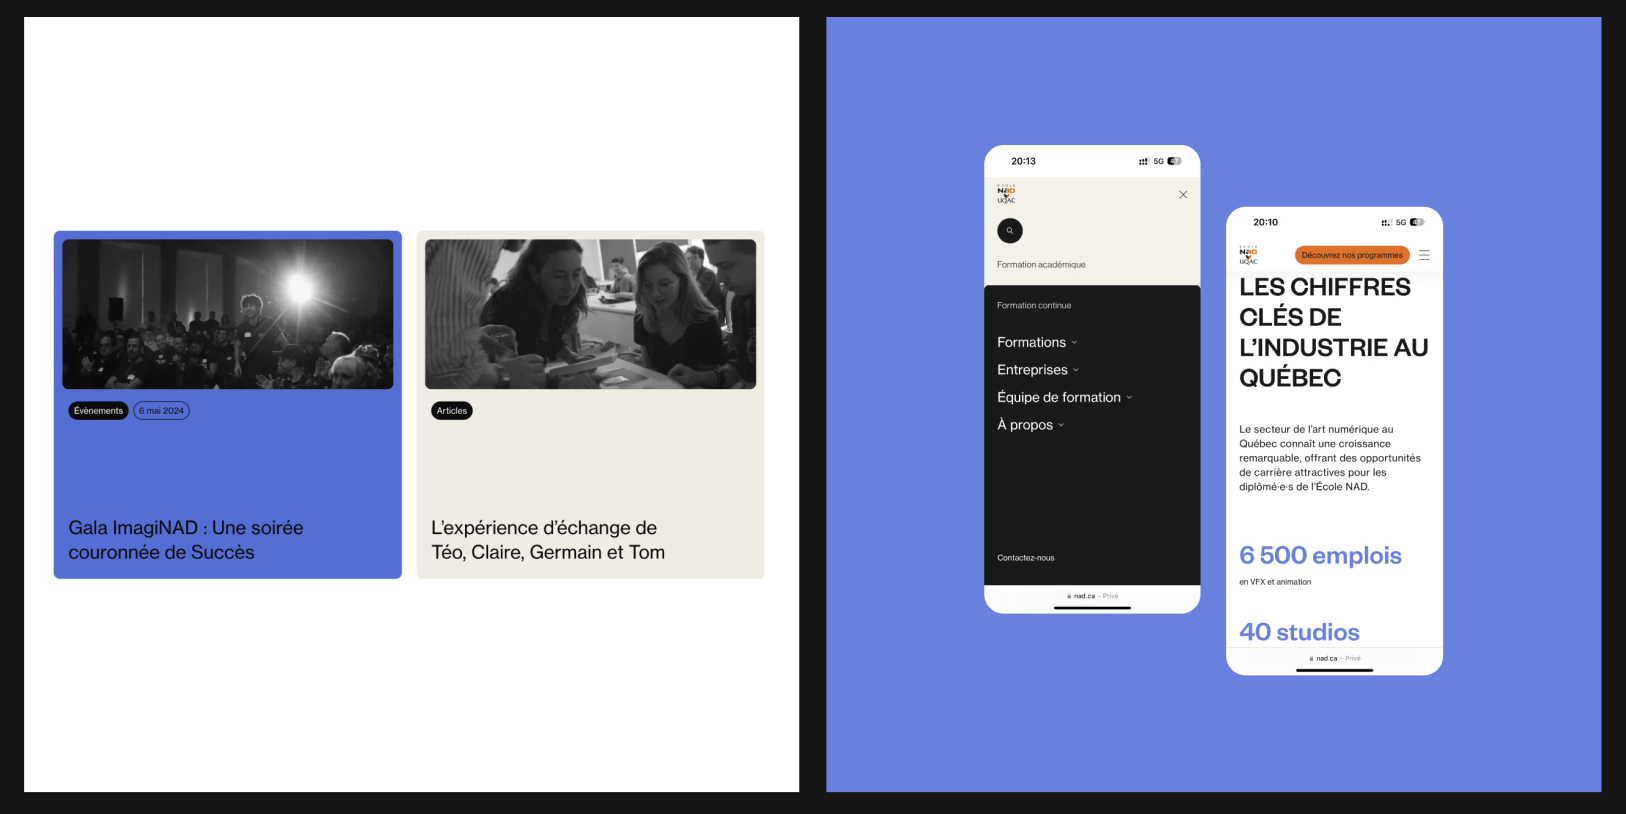 Évènements
6 mai 2024
Gala ImagiNAD : Une soirée
couronnée de Succès
Articles
L'expérience d'échange de
Téo, Claire, Germain et Tom
20:13
5G
47
ÉCOLE
NAD
UQAC
Formation académique
Formation continue
Formations
Entreprises
Équipe de formation
À propos
Contactez-nous
nad.ca – Privé
20:10
5G
47
ÉCOLE
NAD
UQAC
Découvrez nos programmes
LES CHIFFRES
CLÉS DE
L'INDUSTRIE AU
QUÉBEC
Le secteur de l'art numérique au
Québec connaît une croissance
remarquable, offrant des opportunités
de carrière attractives pour les
diplômé·e·s de l'École NAD.
6 500 emplois
en VFX et animation
40 studios
nad.ca – Privé